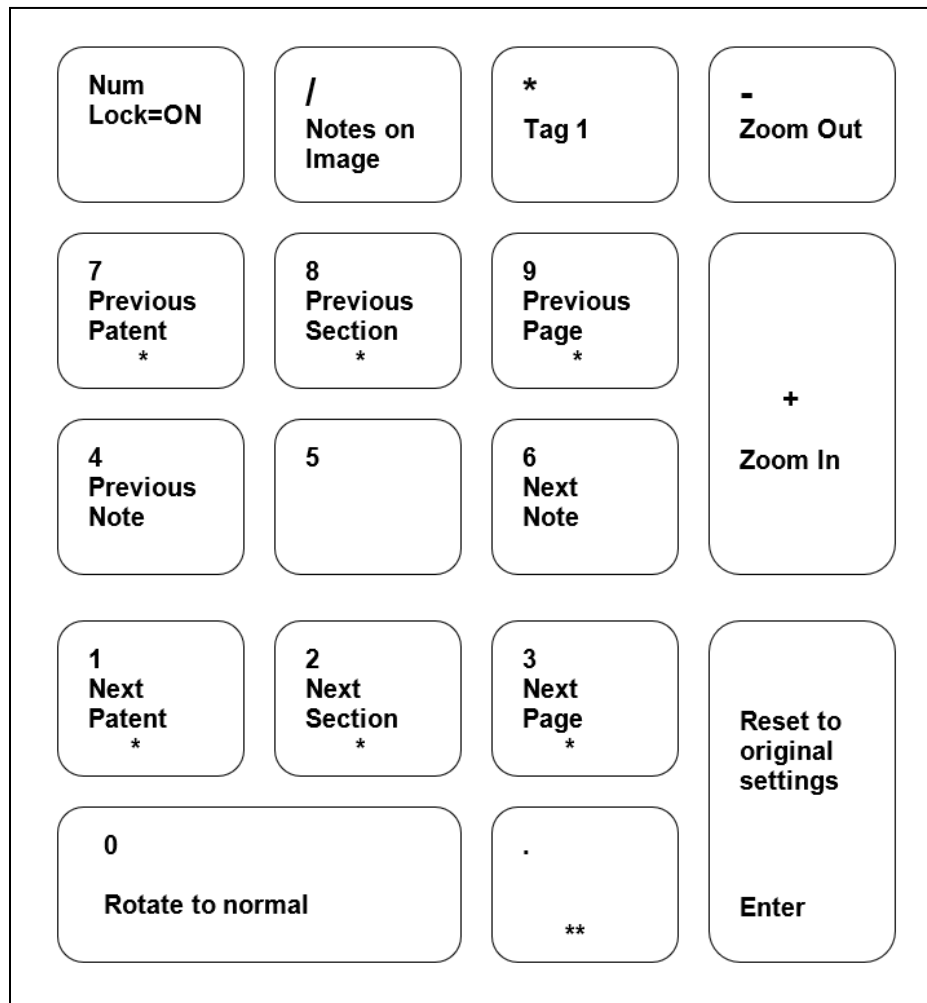 Num
Lock=ON
/
Notes on
Image
*
Tag 1
-
Zoom Out
7
Previous
Patent
*
8
Previous
Section
*
9
Previous
Page
*
+
Zoom In
4
Previous
Note
5
6
Next
Note
1
Next
Patent
*
2
Next
Section
*
3
Next
Page
*
Reset to
original
settings
Enter
0
Rotate to normal
.
**